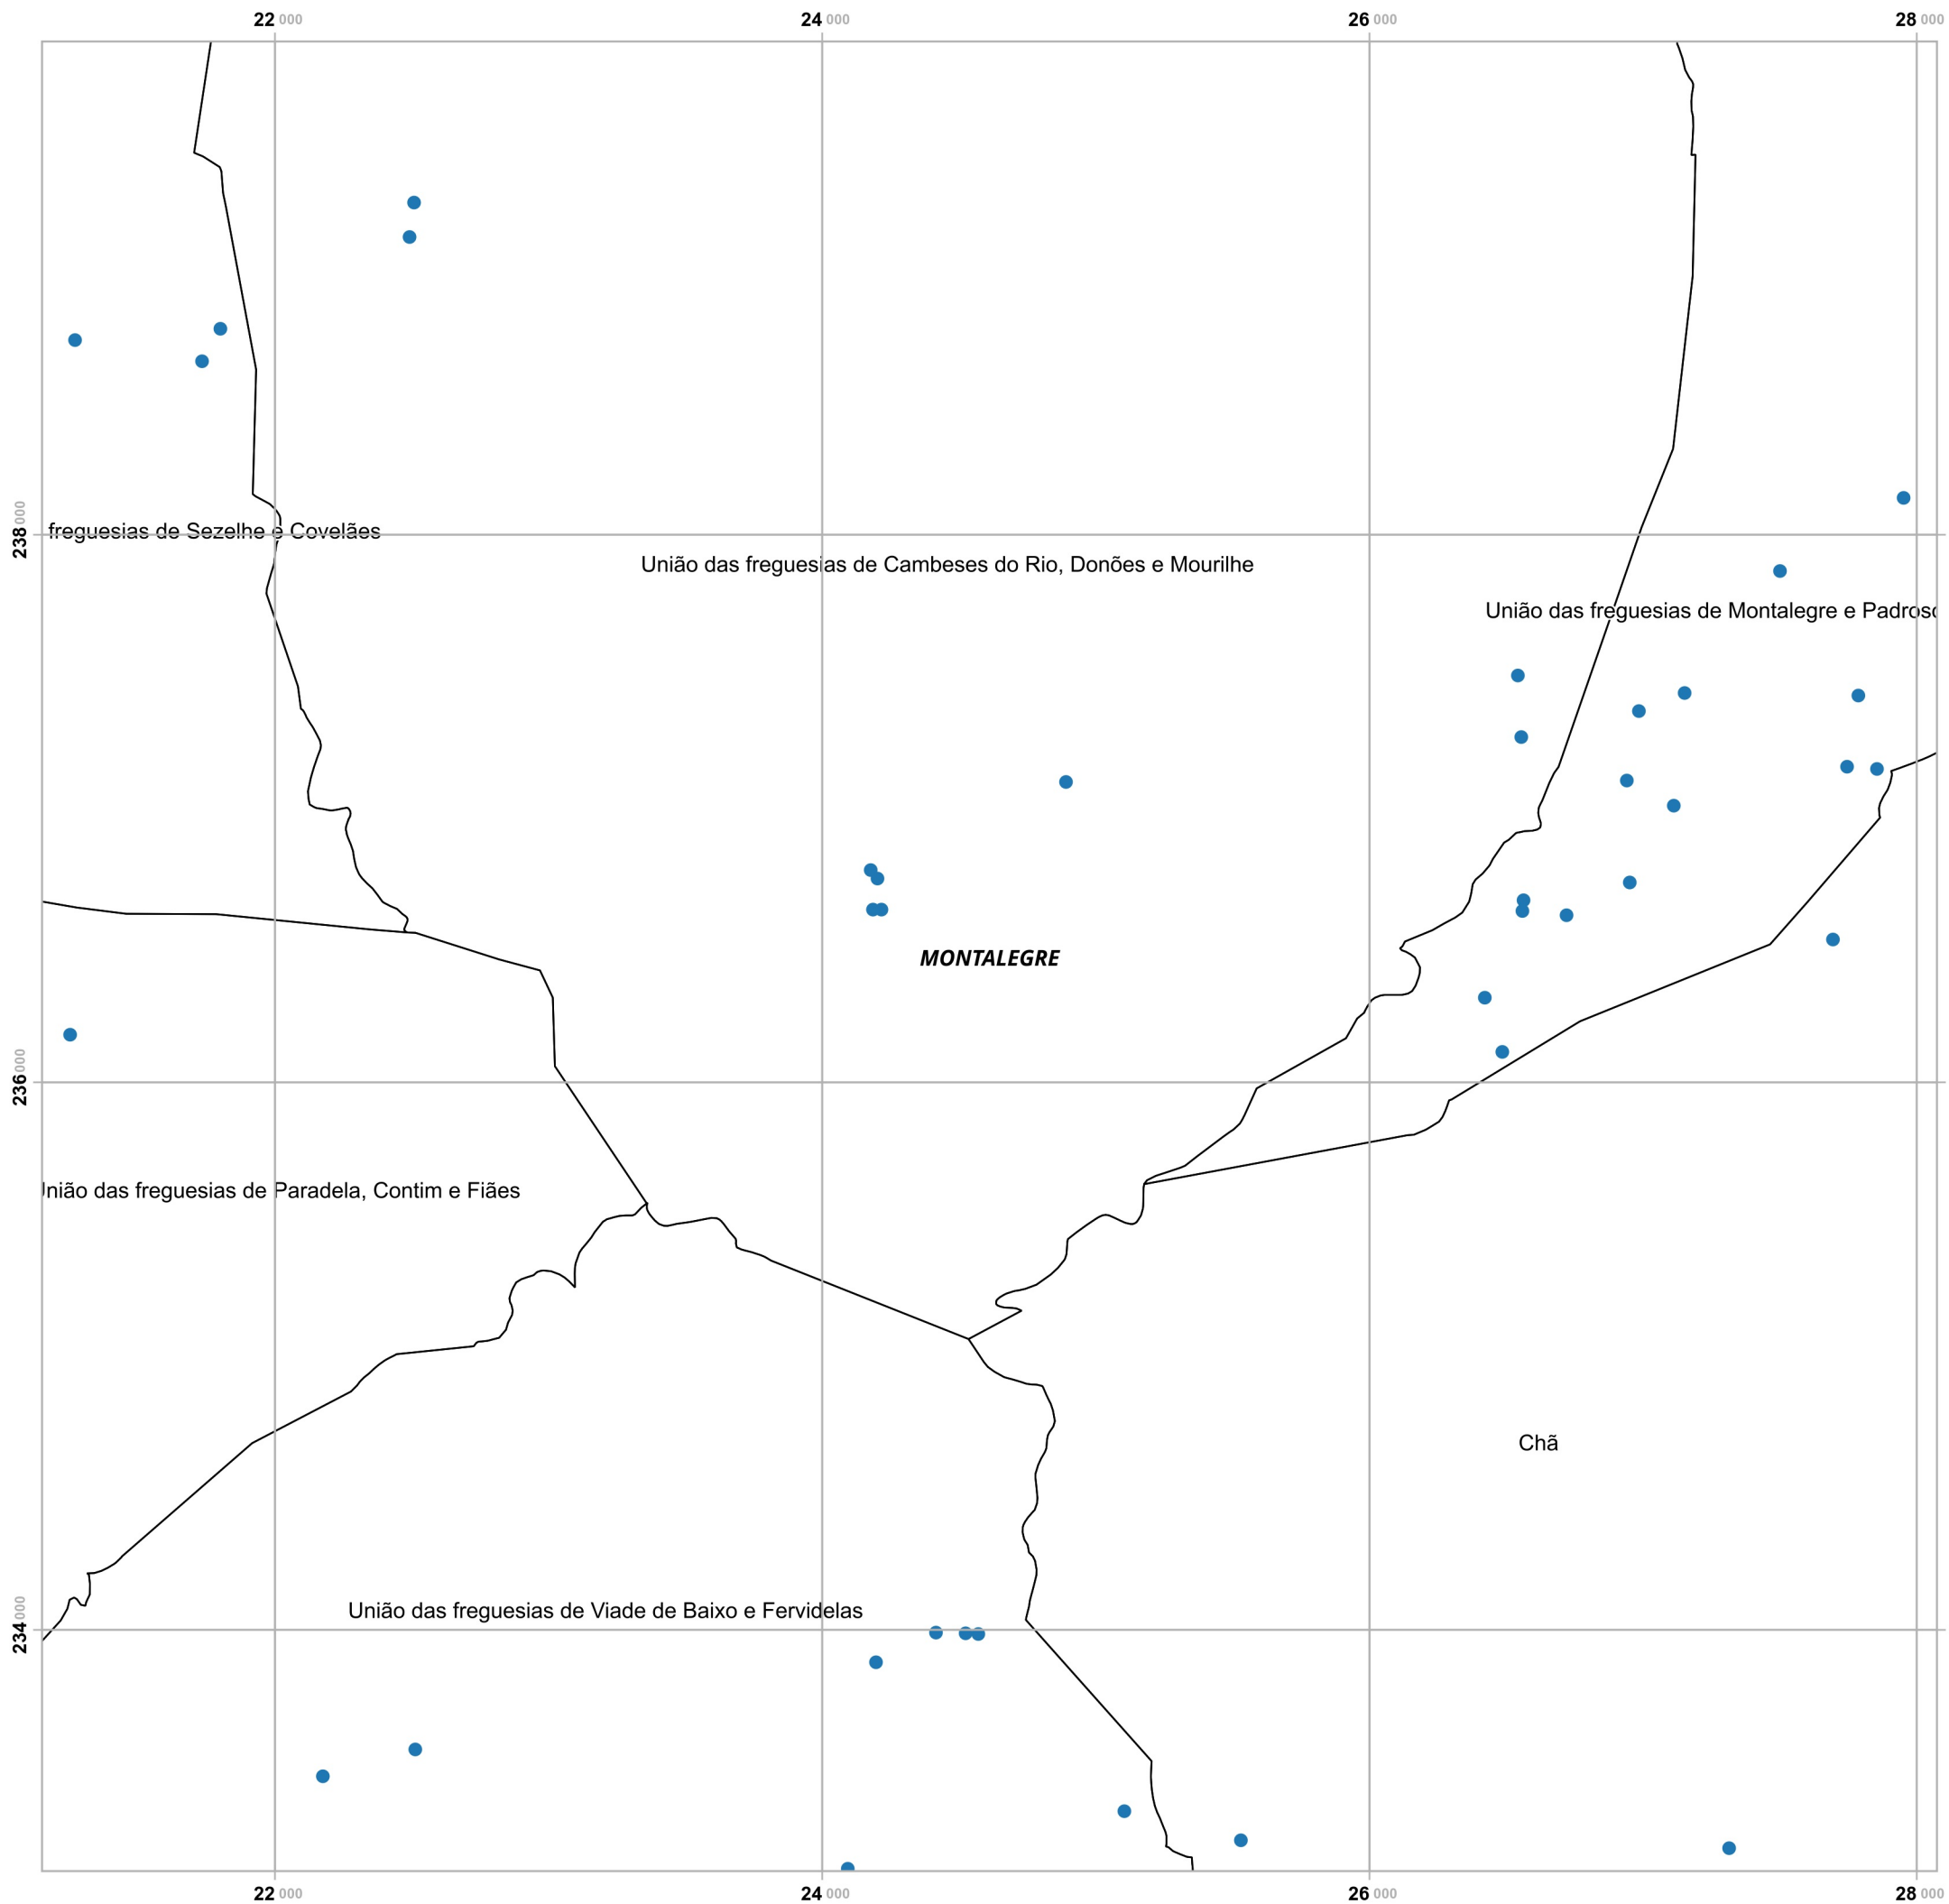 22 000 24 000 26 000 28 000
238 000
freguesias de Sezelhe e Covelães
União das freguesias de Cambeses do Rio, Donões e Mourilhe
União das freguesias de Montalegre e Padroso
MONTALEGRE
236 000
União das freguesias de Paradela, Contim e Fiães
Chã
União das freguesias de Viade de Baixo e Fervidelas
234 000
22 000 24 000 26 000 28 000